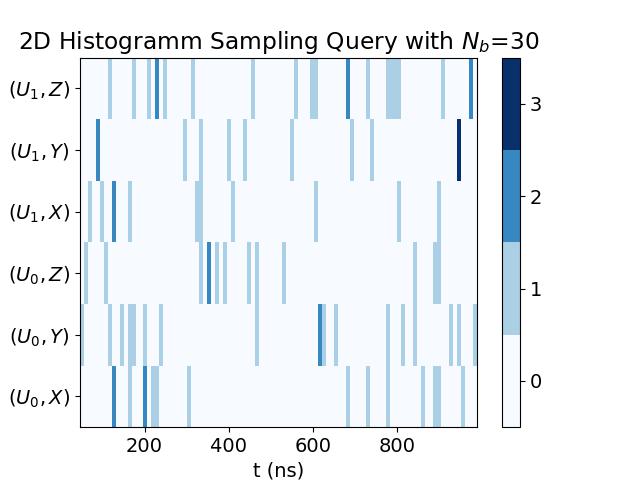 2D Histogramm Sampling Query with N_b=30
(U_1, Z)
(U_1, Y)
(U_1, X)
(U_0, Z)
(U_0, Y)
(U_0, X)
200 400 600 800
t (ns)
3
2
1
0